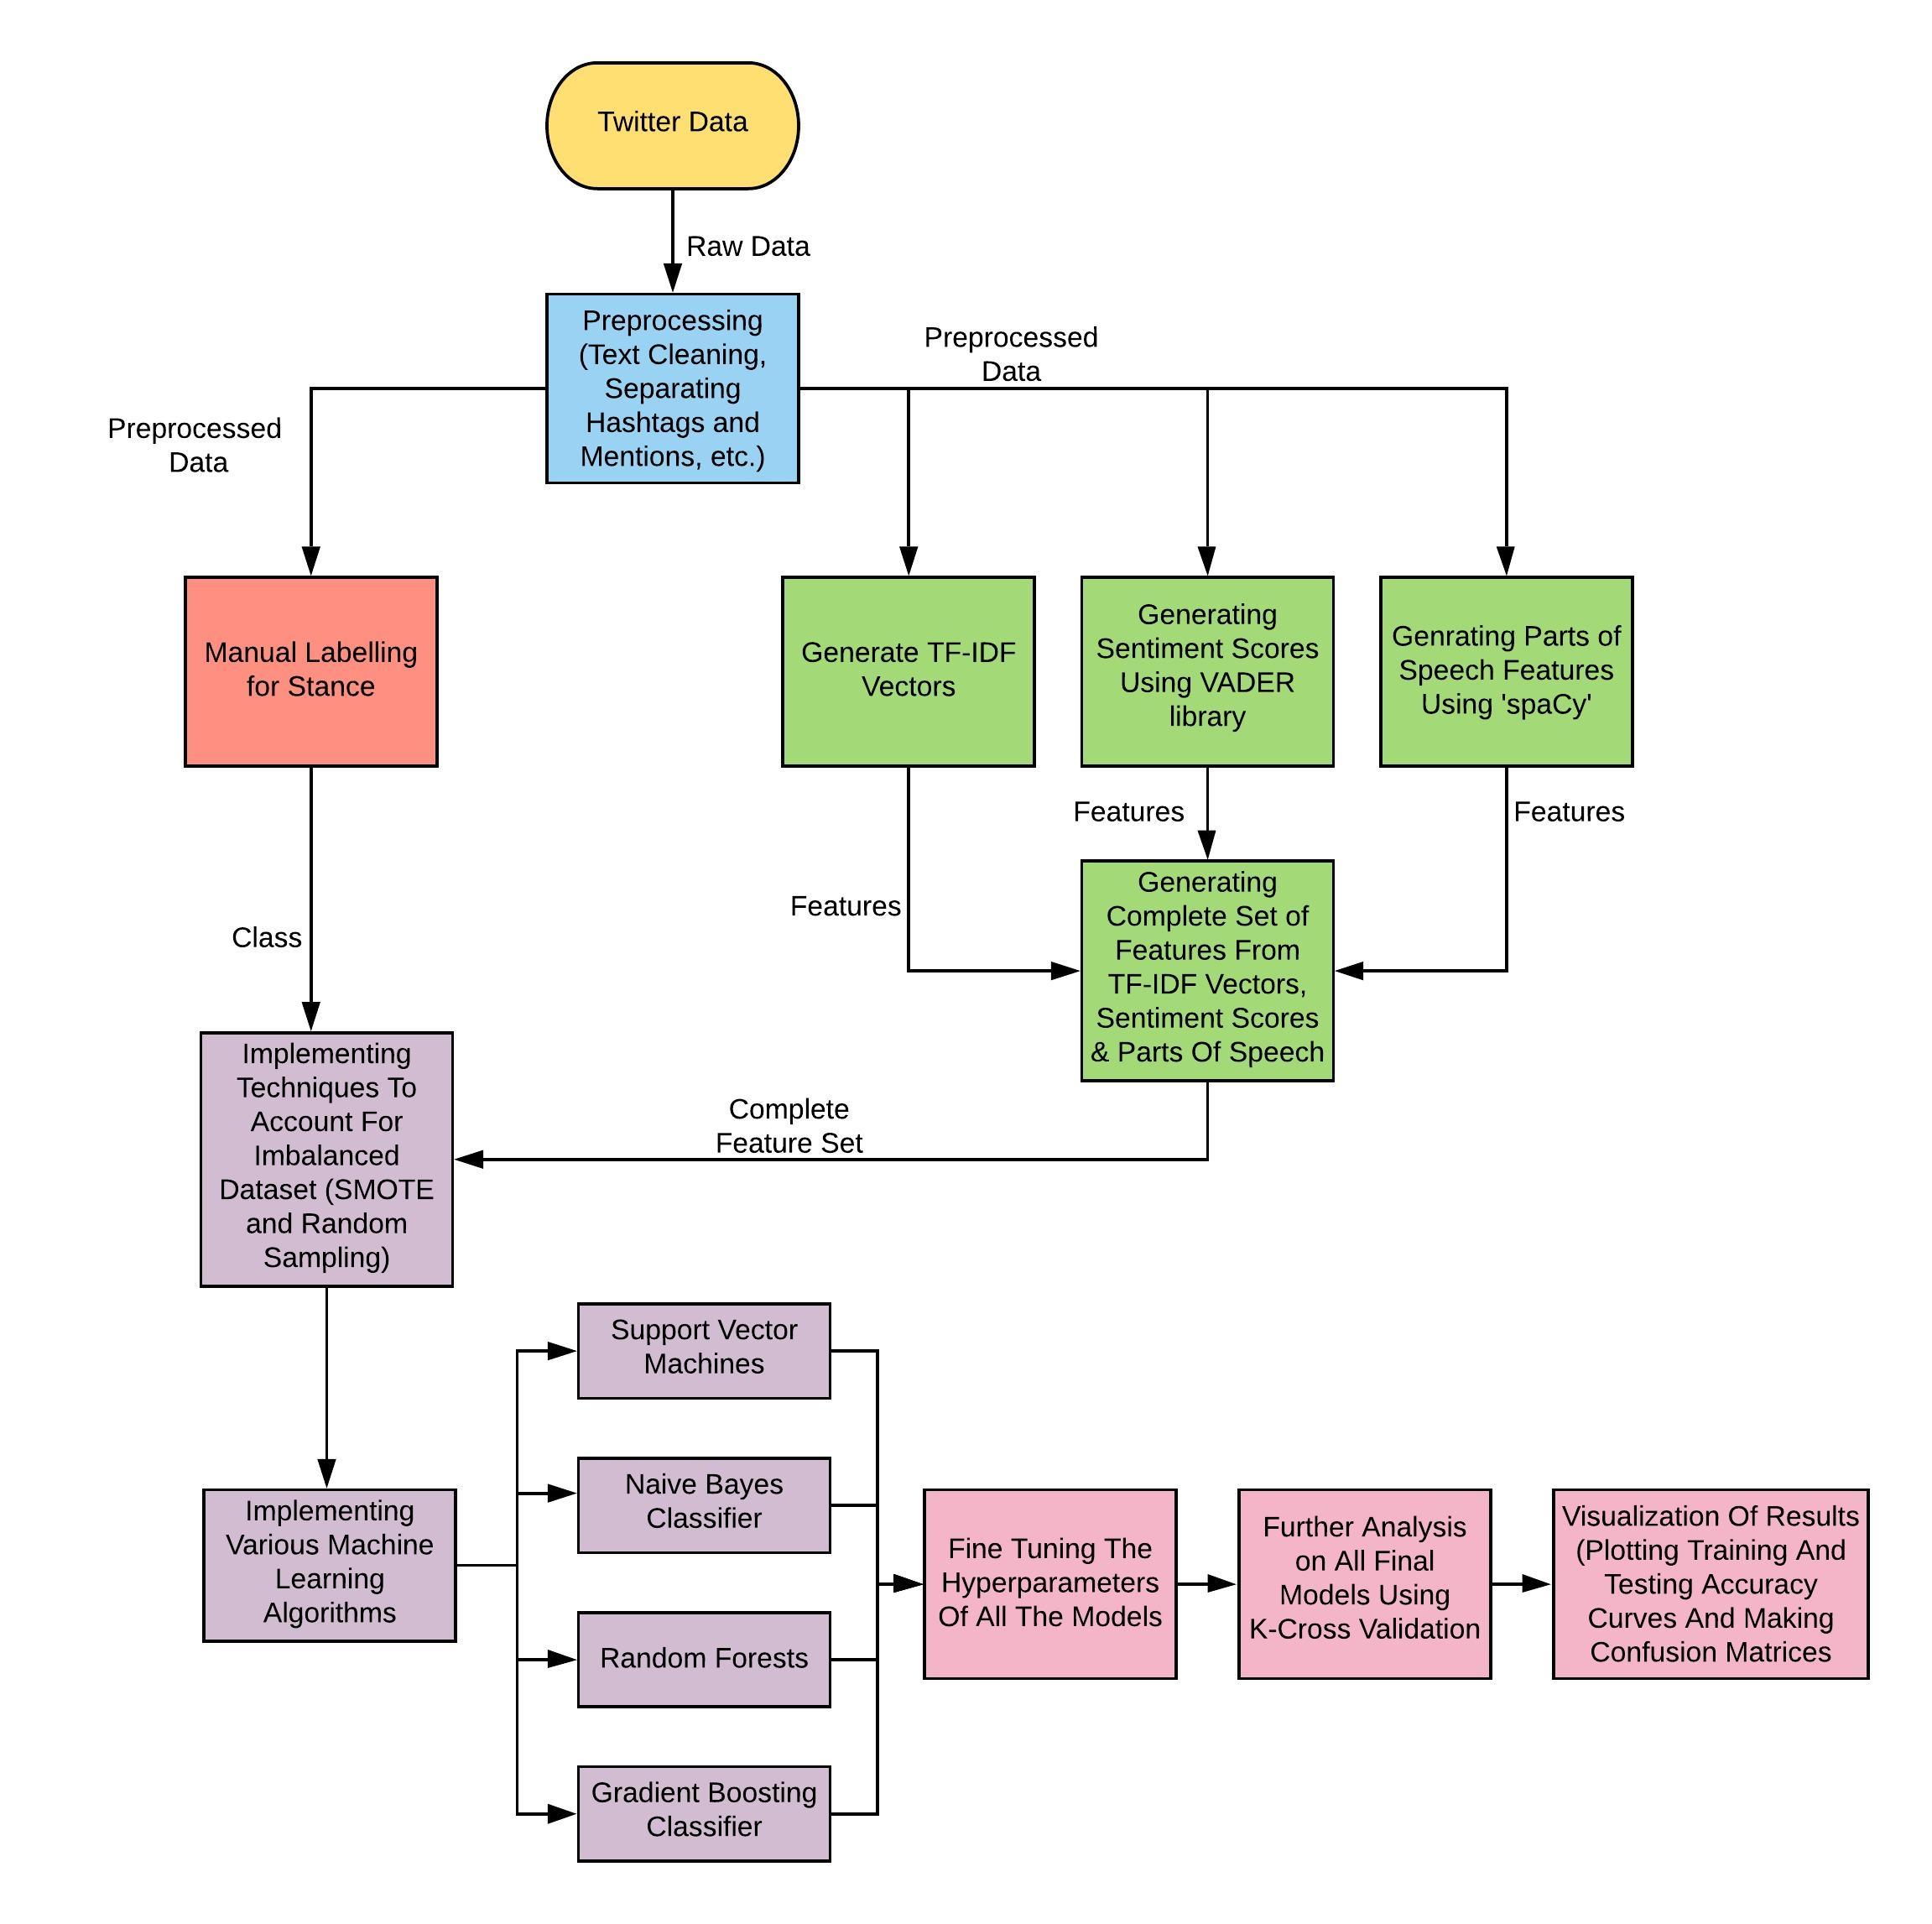 Twitter Data
Raw Data
Preprocessing
(Text Cleaning,
Separating
Hashtags and
Mentions, etc.)
Preprocessed
Data
Preprocessed
Data
Manual Labelling
for Stance
Generate TF-IDF
Vectors
Generating
Sentiment Scores
Using VADER
library
Genrating Parts of
Speech Features
Using 'spaCy'
Features
Features
Features
Class
Generating
Complete Set of
Features From
TF-IDF Vectors,
Sentiment Scores
& Parts Of Speech
Complete
Feature Set
Implementing
Techniques To
Account For
Imbalanced
Dataset (SMOTE
and Random
Sampling)
Implementing
Various Machine
Learning
Algorithms
Support Vector
Machines
Naive Bayes
Classifier
Random Forests
Gradient Boosting
Classifier
Fine Tuning The
Hyperparameters
Of All The Models
Further Analysis
on All Final
Models Using
K-Cross Validation
Visualization Of Results
(Plotting Training And
Testing Accuracy
Curves And Making
Confusion Matrices